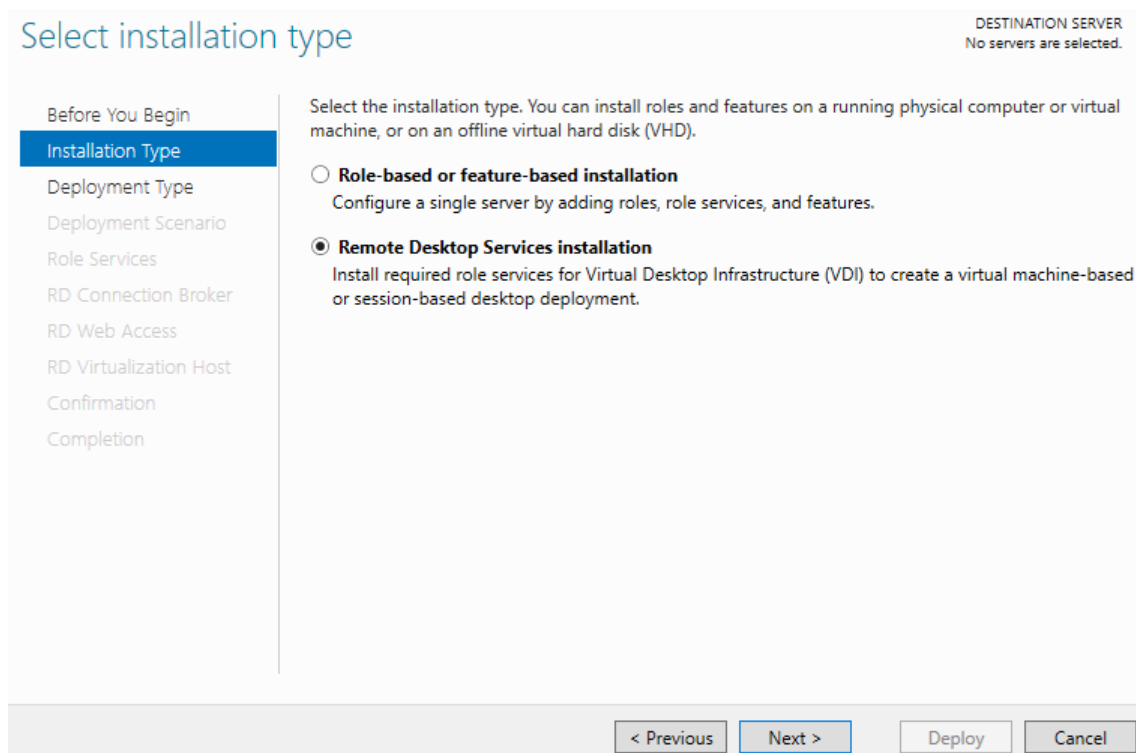 Select installation type
DESTINATION SERVER
No servers are selected.
Before You Begin
Installation Type
Deployment Type
Deployment Scenario
Role Services
RD Connection Broker
RD Web Access
RD Virtualization Host
Confirmation
Completion
Select the installation type. You can install roles and features on a running physical computer or virtual
machine, or on an offline virtual hard disk (VHD).
Role-based or feature-based installation
Configure a single server by adding roles, role services, and features.
Remote Desktop Services installation
Install required role services for Virtual Desktop Infrastructure (VDI) to create a virtual machine-based
or session-based desktop deployment.
< Previous
Next >
Deploy
Cancel